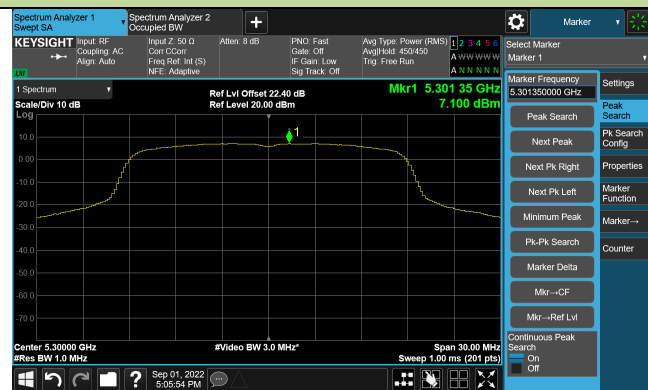 Spectrum Analyzer 1
Swept SA
Spectrum Analyzer 2
Occupied BW
+
Marker
KEYSIGHT
Input: RF
Coupling: AC
Align: Auto
Input Z: 50 Ω
Corr CCorr
Freq Ref: Int (S)
NFE: Adaptive
Atten: 8 dB
PNO: Fast
Gate: Off
IF Gain: Low
Sig Track: Off
Avg Type: Power (RMS)
Avg|Hold: 450/450
Trig: Free Run
1 2 3 4 5 6
A W W W W W
A N N N N N
LXI
Select Marker
Marker 1
1 Spectrum
Scale/Div 10 dB
Log
Ref Lvl Offset 22.40 dB
Ref Level 20.00 dBm
Mkr1 5.301 35 GHz
7.100 dBm
1
10.0
0.00
-10.0
-20.0
-30.0
-40.0
-50.0
-60.0
-70.0
Center 5.30000 GHz
#Res BW 1.0 MHz
#Video BW 3.0 MHz*
Span 30.00 MHz
Sweep 1.00 ms (201 pts)
Marker Frequency
5.301350000 GHz
Peak Search
Next Peak
Next Pk Right
Next Pk Left
Minimum Peak
Pk-Pk Search
Marker Delta
Mkr→CF
Mkr→Ref Lvl
Continuous Peak
Search
On
Off
Settings
Peak
Search
Pk Search
Config
Properties
Marker
Function
Marker→
Counter
?
Sep 01, 2022
5:05:54 PM